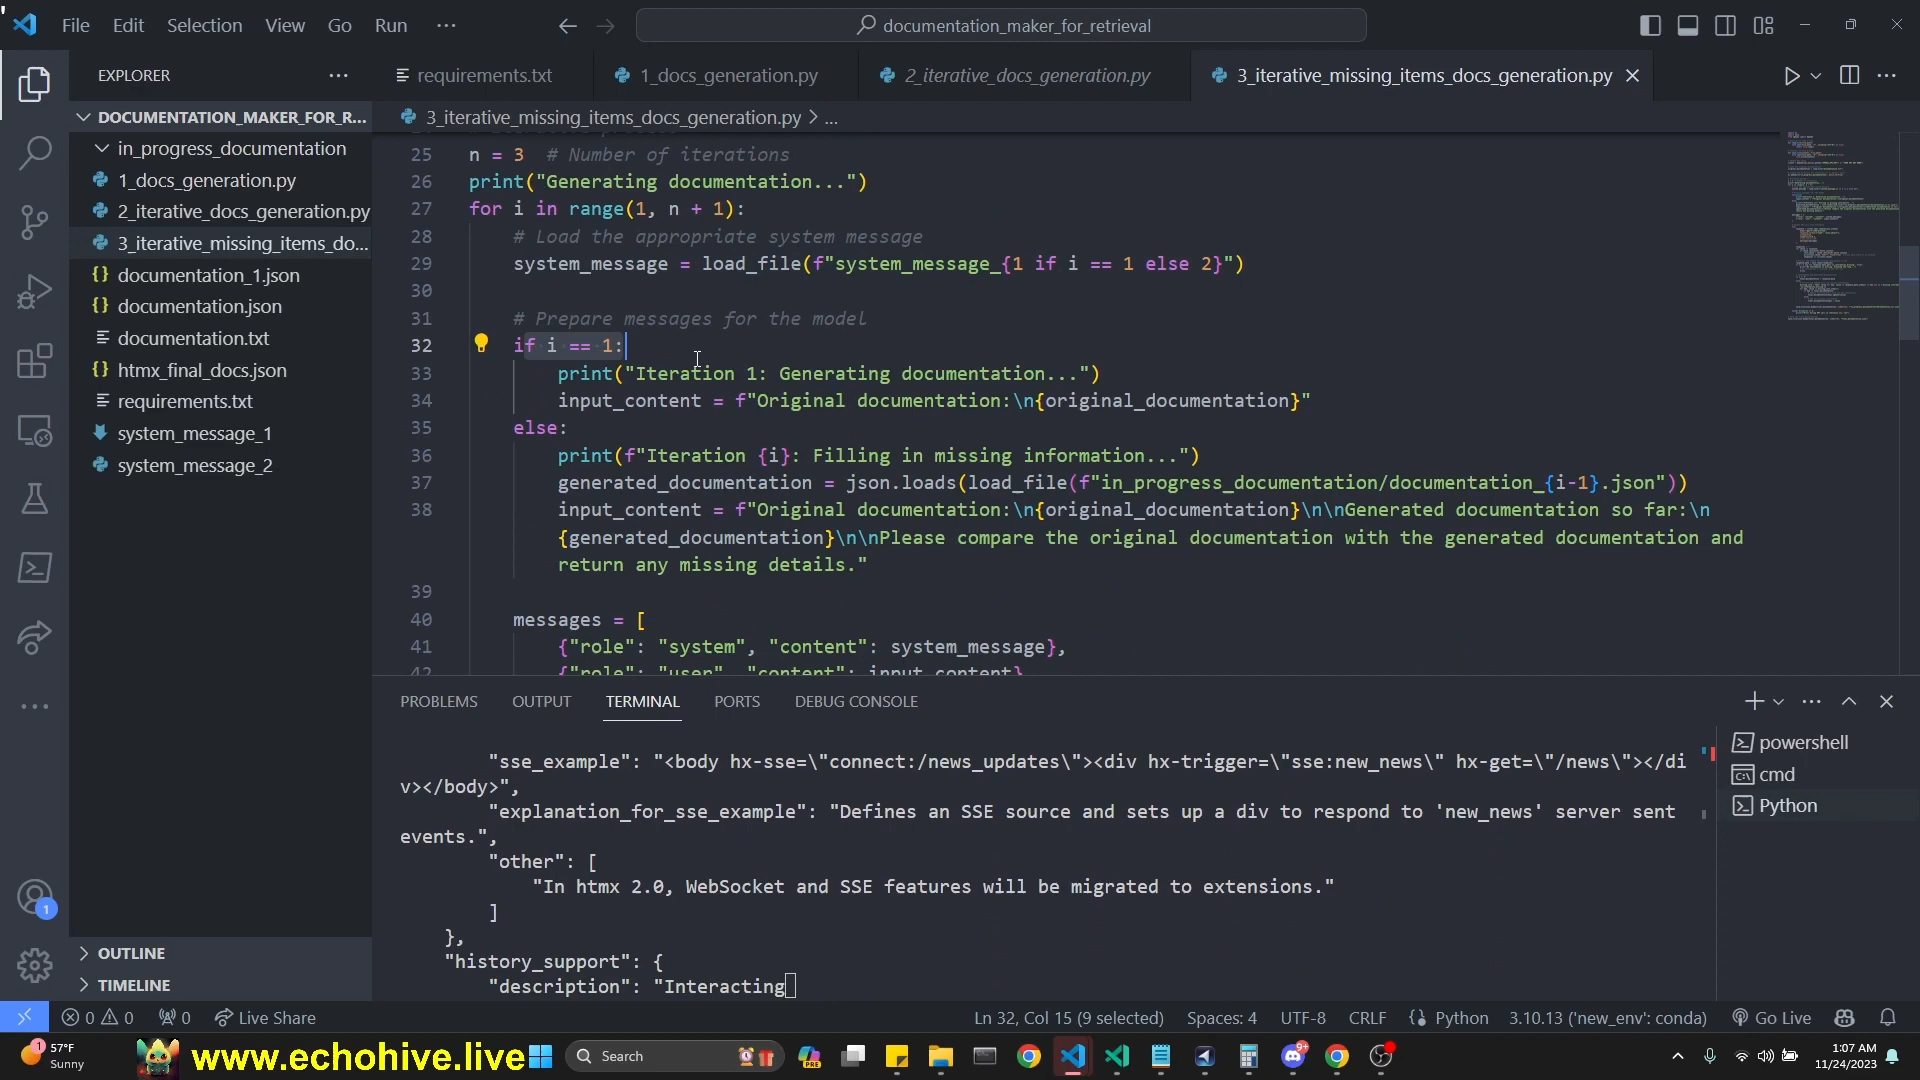 File Edit Selection View Go Run ···
documentation_maker_for_retrieval
EXPLORER
requirements.txt
1_docs_generation.py
2_iterative_docs_generation.py
3_iterative_missing_items_docs_generation.py
DOCUMENTATION_MAKER_FOR_R...
3_iterative_missing_items_docs_generation.py > ...
in_progress_documentation
1_docs_generation.py
2_iterative_docs_generation.py
3_iterative_missing_items_do...
documentation_1.json
documentation.json
documentation.txt
htmx_final_docs.json
requirements.txt
system_message_1
system_message_2
OUTLINE
TIMELINE
25 n = 3 # Number of iterations
26 print("Generating documentation...")
27 for i in range(1, n + 1):
28 # Load the appropriate system message
29 system_message = load_file(f"system_message_{1 if i == 1 else 2}")
30
31 # Prepare messages for the model
32 if i == 1:
33 print("Iteration 1: Generating documentation...")
34 input_content = f"Original documentation:\n{original_documentation}"
35 else:
36 print(f"Iteration {i}: Filling in missing information...")
37 generated_documentation = json.loads(load_file(f"in_progress_documentation/documentation_{i-1}.json"))
38 input_content = f"Original documentation:\n{original_documentation}\n\nGenerated documentation so far:\n
{generated_documentation}\n\nPlease compare the original documentation with the generated documentation and
return any missing details."
39
40 messages = [
41 {"role": "system", "content": system_message},
42 {"role": "user", "content": input_content}
PROBLEMS OUTPUT TERMINAL PORTS DEBUG CONSOLE
"sse_example": "<body hx-sse=\"connect:/news_updates\"><div hx-trigger=\"sse:new_news\" hx-get=\"/news\"></di
v></body>",
"explanation_for_sse_example": "Defines an SSE source and sets up a div to respond to 'new_news' server sent
events.",
"other": [
"In htmx 2.0, WebSocket and SSE features will be migrated to extensions."
]
},
"history_support": {
"description": "Interacting
powershell
cmd
Python
1
0 0 0 Live Share
Ln 32, Col 15 (9 selected) Spaces: 4 UTF-8 CRLF {} Python 3.10.13 ('new_env': conda) Go Live
1
57°F
Sunny
www.echohive.live
Search
PRE
9+
1:07 AM
11/24/2023